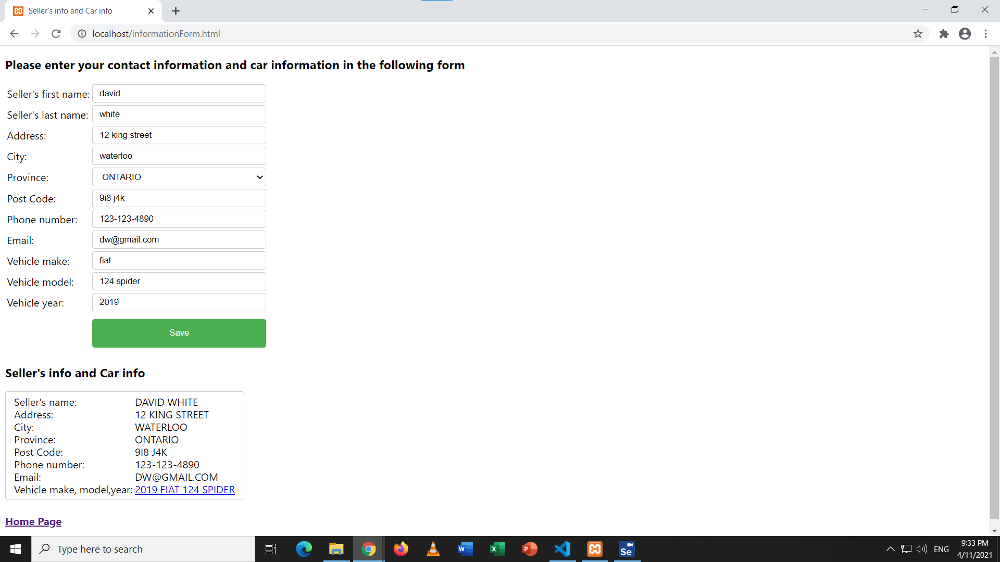 Seller's info and Car info
localhost/informationForm.html
Please enter your contact information and car information in the following form
Seller's first name: david
Seller's last name: white
Address: 12 king street
City: waterloo
Province: ONTARIO
Post Code: 9i8 j4k
Phone number: 123-123-4890
Email: dw@gmail.com
Vehicle make: fiat
Vehicle model: 124 spider
Vehicle year: 2019
Save
Seller's info and Car info
Seller's name: DAVID WHITE
Address: 12 KING STREET
City: WATERLOO
Province: ONTARIO
Post Code: 9I8 J4K
Phone number: 123-123-4890
Email: DW@GMAIL.COM
Vehicle make, model,year: 2019 FIAT 124 SPIDER
Home Page
Type here to search
W
X
P
Se
ENG
9:33 PM
4/11/2021